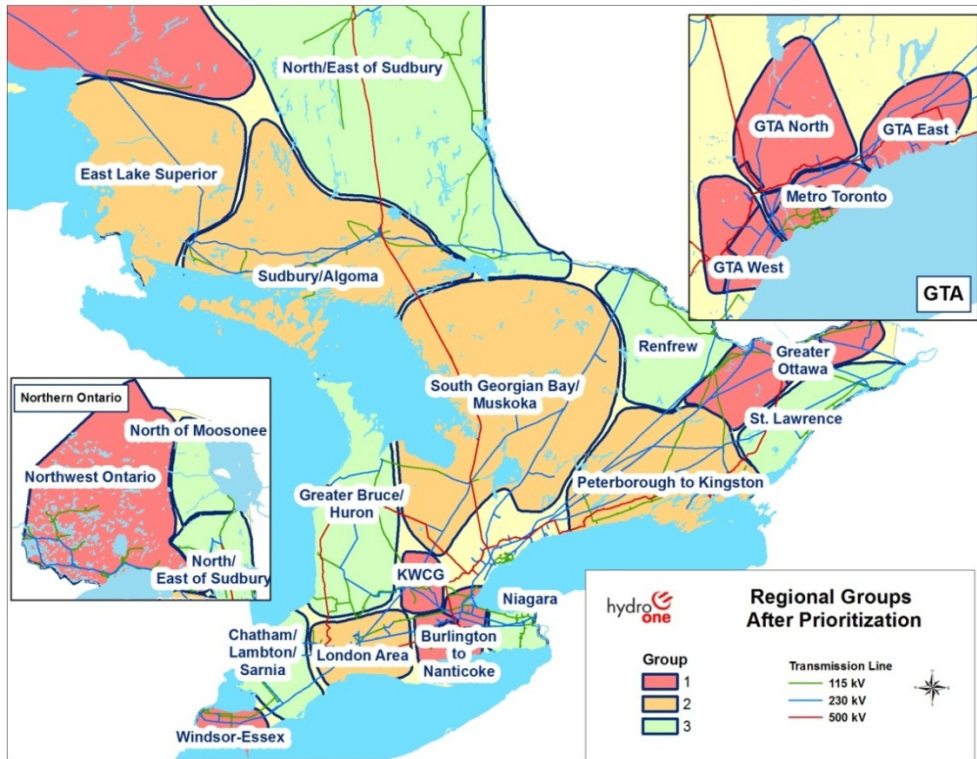 North/East of Sudbury
East Lake Superior
Sudbury/Algoma
GTA North
GTA East
Metro Toronto
GTA West
GTA
Renfrew
Greater
Ottawa
South Georgian Bay/
Muskoka
St. Lawrence
Northern Ontario
North of Moosonee
Northwest Ontario
North/
East of Sudbury
Peterborough to Kingston
Greater Bruce/
Huron
KWCG
Niagara
Chatham/
Lambton/
Sarnia
London Area
Burlington
to
Nanticoke
Windsor-Essex
hydro
one
Regional Groups
After Prioritization
Group
1
2
3
Transmission Line
115 kV
230 kV
500 kV